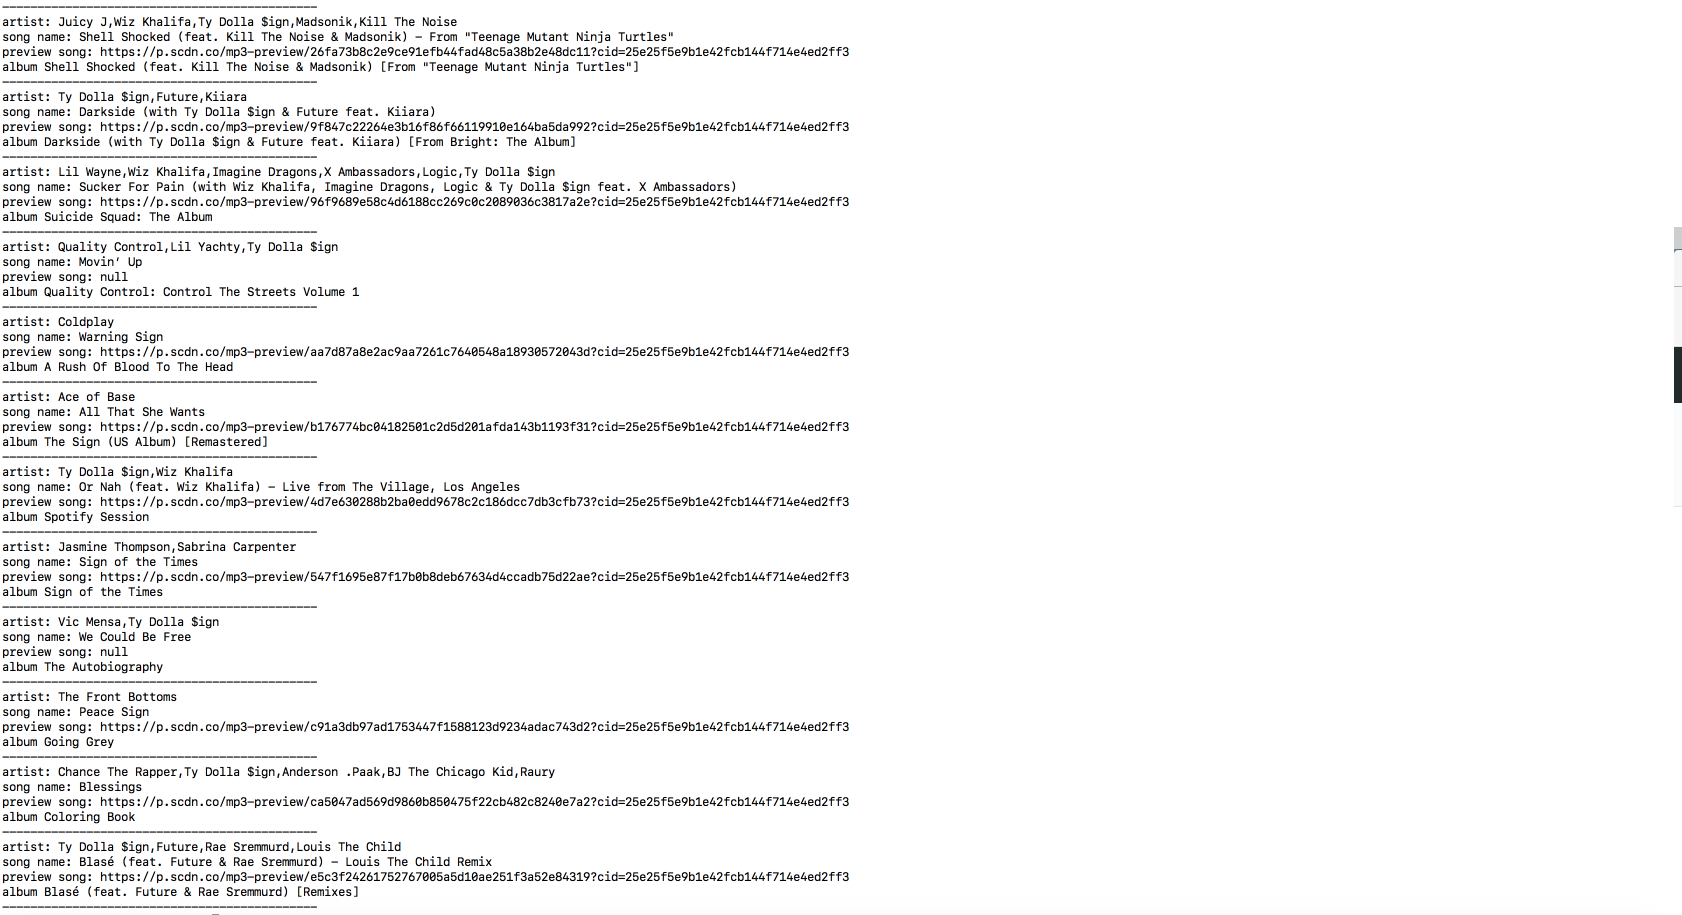 ---------------------------------------------
artist: Juicy J,Wiz Khalifa,Ty Dolla $ign,Madsonik,Kill The Noise
song name: Shell Shocked (feat. Kill The Noise & Madsonik) - From "Teenage Mutant Ninja Turtles"
preview song: https://p.scdn.co/mp3-preview/26fa73b8c2e9ce91efb44fad48c5a38b2e48dc11?cid=25e25f5e9b1e42fcb144f714e4ed2ff3
album Shell Shocked (feat. Kill The Noise & Madsonik) [From "Teenage Mutant Ninja Turtles"]
---------------------------------------------
artist: Ty Dolla $ign,Future,Kiiara
song name: Darkside (with Ty Dolla $ign & Future feat. Kiiara)
preview song: https://p.scdn.co/mp3-preview/9f847c22264e3b16f86f66119910e164ba5da992?cid=25e25f5e9b1e42fcb144f714e4ed2ff3
album Darkside (with Ty Dolla $ign & Future feat. Kiiara) [From Bright: The Album]
---------------------------------------------
artist: Lil Wayne,Wiz Khalifa,Imagine Dragons,X Ambassadors,Logic,Ty Dolla $ign
song name: Sucker For Pain (with Wiz Khalifa, Imagine Dragons, Logic & Ty Dolla $ign feat. X Ambassadors)
preview song: https://p.scdn.co/mp3-preview/96f9689e58c4d6188cc269c0c2089036c3817a2e?cid=25e25f5e9b1e42fcb144f714e4ed2ff3
album Suicide Squad: The Album
---------------------------------------------
artist: Quality Control,Lil Yachty,Ty Dolla $ign
song name: Movin’ Up
preview song: null
album Quality Control: Control The Streets Volume 1
---------------------------------------------
artist: Coldplay
song name: Warning Sign
preview song: https://p.scdn.co/mp3-preview/aa7d87a8e2ac9aa7261c7640548a18930572043d?cid=25e25f5e9b1e42fcb144f714e4ed2ff3
album A Rush Of Blood To The Head
---------------------------------------------
artist: Ace of Base
song name: All That She Wants
preview song: https://p.scdn.co/mp3-preview/b176774bc04182501c2d5d201afda143b1193f31?cid=25e25f5e9b1e42fcb144f714e4ed2ff3
album The Sign (US Album) [Remastered]
---------------------------------------------
artist: Ty Dolla $ign,Wiz Khalifa
song name: Or Nah (feat. Wiz Khalifa) - Live from The Village, Los Angeles
preview song: https://p.scdn.co/mp3-preview/4d7e630288b2ba0edd9678c2c186dcc7db3cfb73?cid=25e25f5e9b1e42fcb144f714e4ed2ff3
album Spotify Session
---------------------------------------------
artist: Jasmine Thompson,Sabrina Carpenter
song name: Sign of the Times
preview song: https://p.scdn.co/mp3-preview/547f1695e87f17b0b8deb67634d4ccadb75d22ae?cid=25e25f5e9b1e42fcb144f714e4ed2ff3
album Sign of the Times
---------------------------------------------
artist: Vic Mensa,Ty Dolla $ign
song name: We Could Be Free
preview song: null
album The Autobiography
---------------------------------------------
artist: The Front Bottoms
song name: Peace Sign
preview song: https://p.scdn.co/mp3-preview/c91a3db97ad1753447f1588123d9234adac743d2?cid=25e25f5e9b1e42fcb144f714e4ed2ff3
album Going Grey
---------------------------------------------
artist: Chance The Rapper,Ty Dolla $ign,Anderson .Paak,BJ The Chicago Kid,Raury
song name: Blessings
preview song: https://p.scdn.co/mp3-preview/ca5047ad569d9860b850475f22cb482c8240e7a2?cid=25e25f5e9b1e42fcb144f714e4ed2ff3
album Coloring Book
---------------------------------------------
artist: Ty Dolla $ign,Future,Rae Sremmurd,Louis The Child
song name: Blasé (feat. Future & Rae Sremmurd) - Louis The Child Remix
preview song: https://p.scdn.co/mp3-preview/e5c3f24261752767005a5d10ae251f3a52e84319?cid=25e25f5e9b1e42fcb144f714e4ed2ff3
album Blasé (feat. Future & Rae Sremmurd) [Remixes]
---------------------------------------------